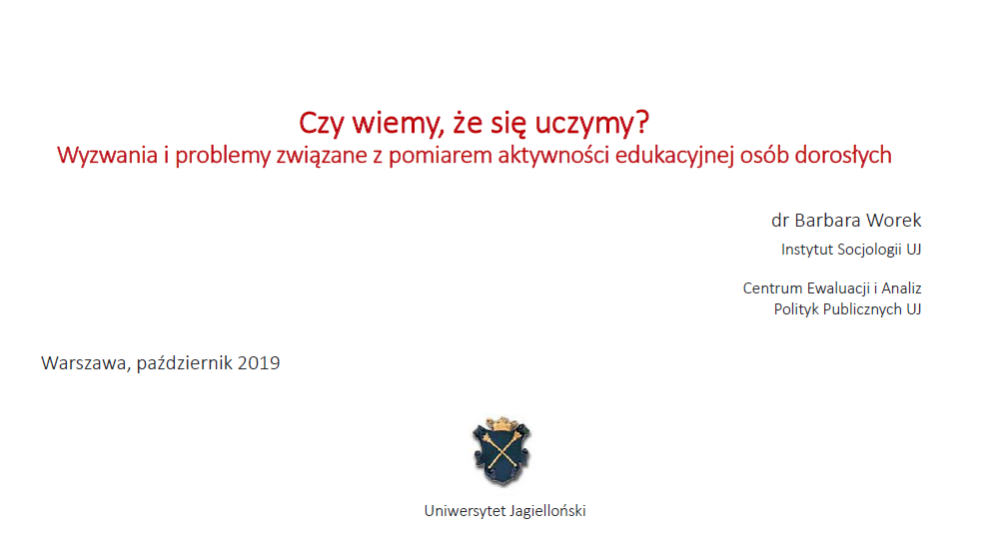 Czy wiemy, że się uczymy?
Wyzwania i problemy związane z pomiarem aktywności edukacyjnej osób dorosłych
dr Barbara Worek
Instytut Socjologii UJ
Centrum Ewaluacji i Analiz
Polityk Publicznych UJ
Warszawa, październik 2019
Uniwersytet Jagielloński